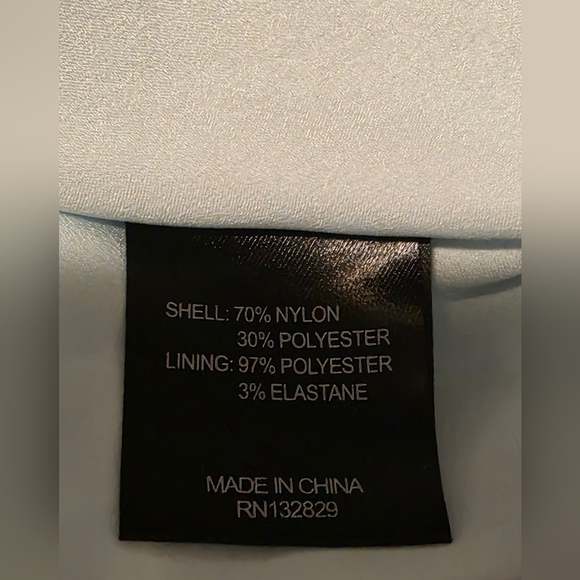 SHELL: 70% NYLON
30% POLYESTER
LINING: 97% POLYESTER
3% ELASTANE
MADE IN CHINA
RN132829